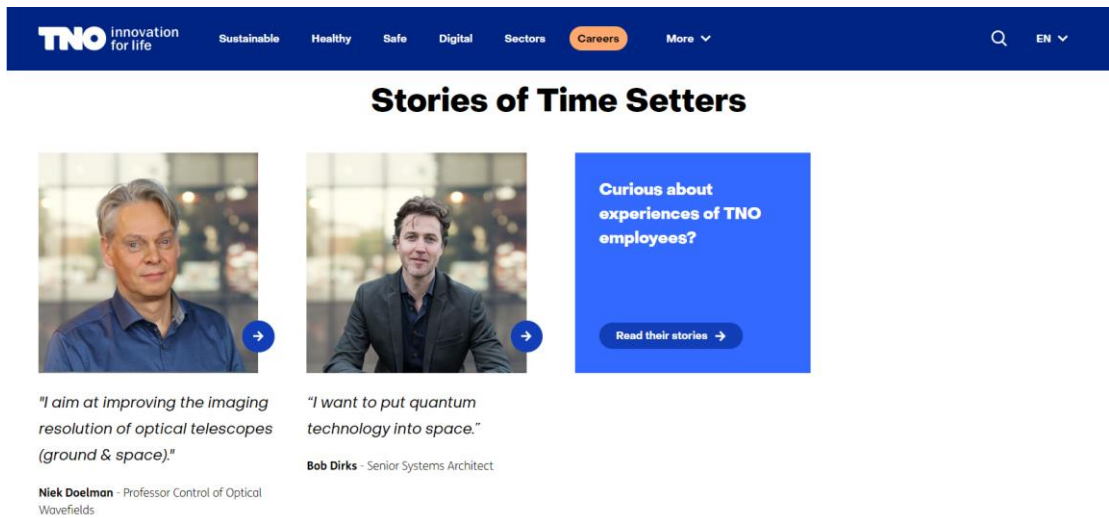 TNO innovation for life
Sustainable Healthy Safe Digital Sectors Careers More EN
Stories of Time Setters
Curious about
experiences of TNO
employees?
Read their stories →
"I aim at improving the imaging
resolution of optical telescopes
(ground & space)."
Niek Doelman - Professor Control of Optical
Wavefields
“I want to put quantum
technology into space.”
Bob Dirks - Senior Systems Architect